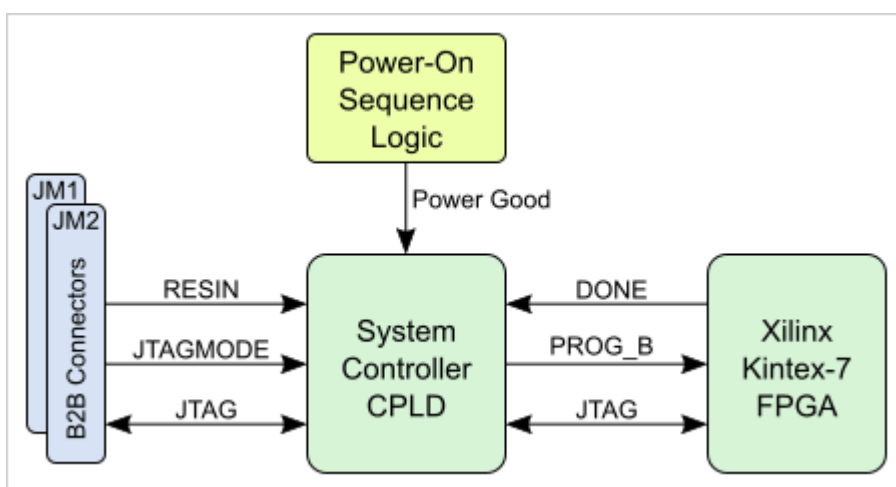 Power-On
Sequence
Logic
Power Good
JM1
JM2
B2B Connectors
RESIN
JTAGMODE
JTAG
System
Controller
CPLD
DONE
PROG_B
JTAG
Xilinx
Kintex-7
FPGA